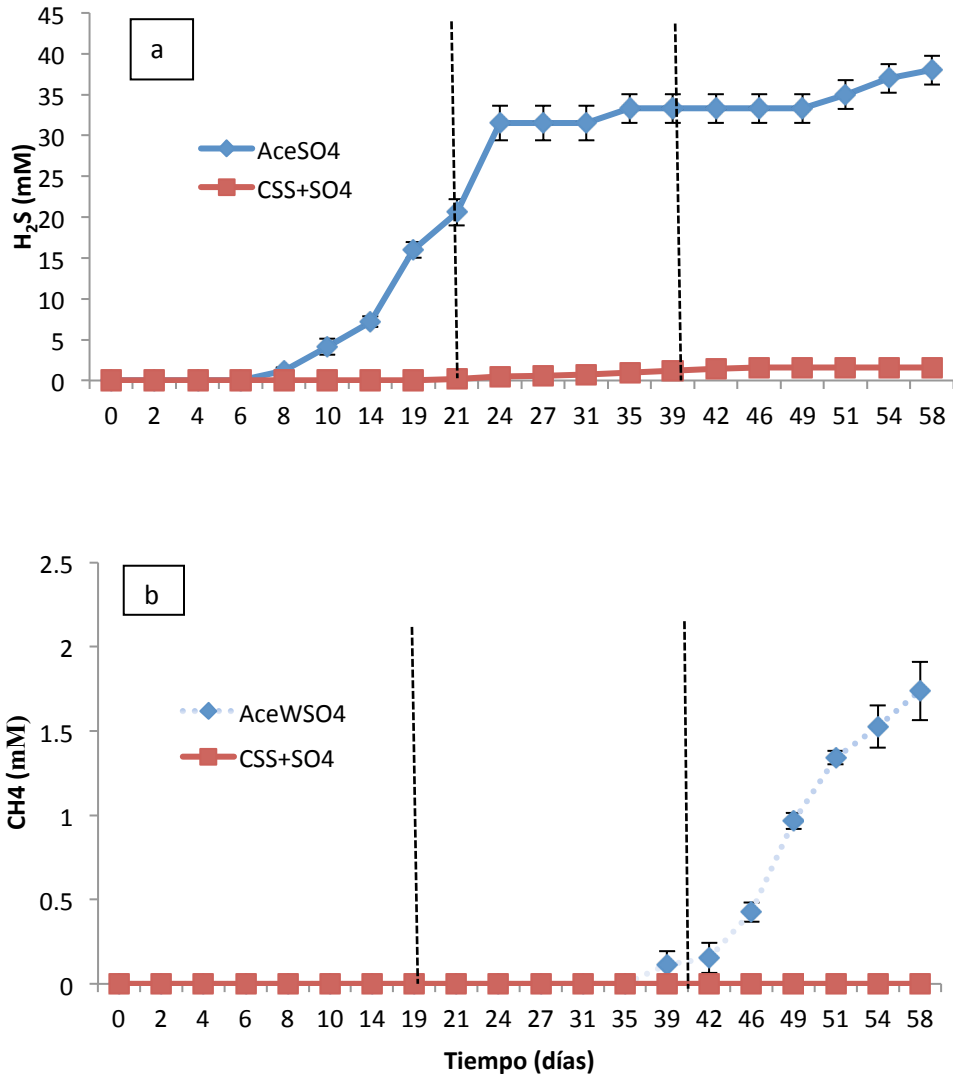 45
40
35
30
25
20
15
10
5
0
H2S (mM)
a
AceSO4
CSS+SO4
0 2 4 6 8 10 14 19 21 24 27 31 35 39 42 46 49 51 54 58
2.5
2
1.5
1
0.5
0
CH4 (mM)
b
AceWSO4
CSS+SO4
0 2 4 6 8 10 14 19 21 24 27 31 35 39 42 46 49 51 54 58
Tiempo (días)